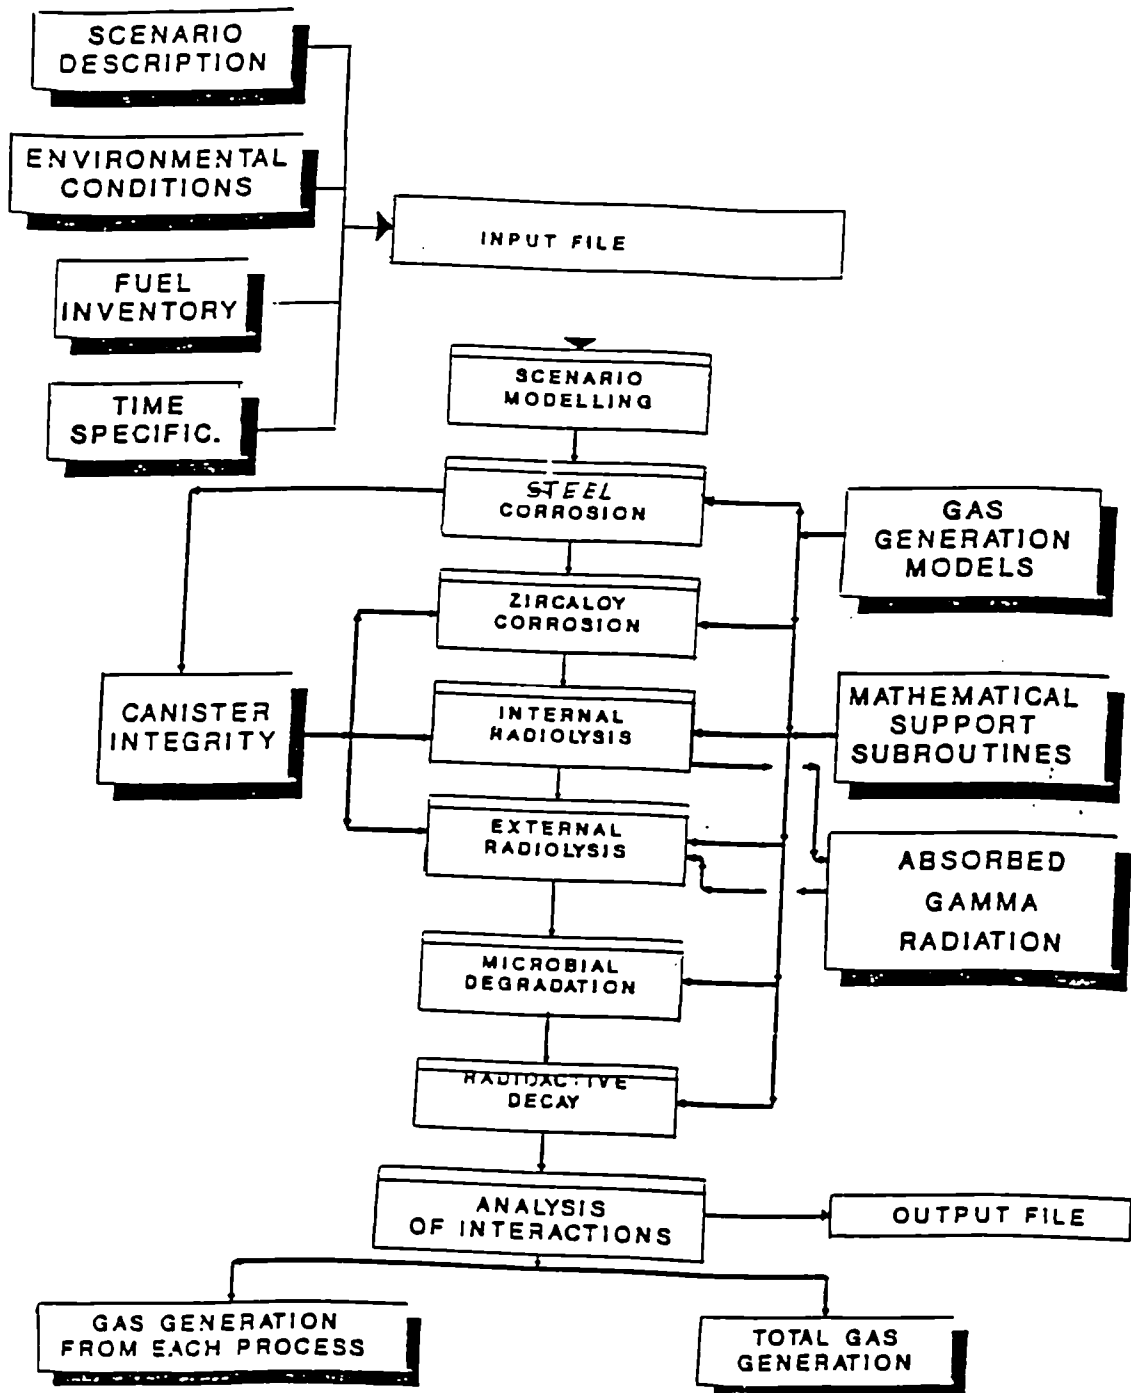 SCENARIO
DESCRIPTION
ENVIRONMENTAL
CONDITIONS
FUEL
INVENTORY
TIME
SPECIFIC.
INPUT FILE
SCENARIO
MODELLING
STEEL
CORROSION
ZIRCALOY
CORROSION
INTERNAL
RADIOLYSIS
EXTERNAL
RADIOLYSIS
MICROBIAL
DEGRADATION
RADIOACTIVE
DECAY
CANISTER
INTEGRITY
GAS
GENERATION
MODELS
MATHEMATICAL
SUPPORT
SUBROUTINES
ABSORBED
GAMMA
RADIATION
ANALYSIS
OF INTERACTIONS
OUTPUT FILE
GAS GENERATION
FROM EACH PROCESS
TOTAL GAS
GENERATION